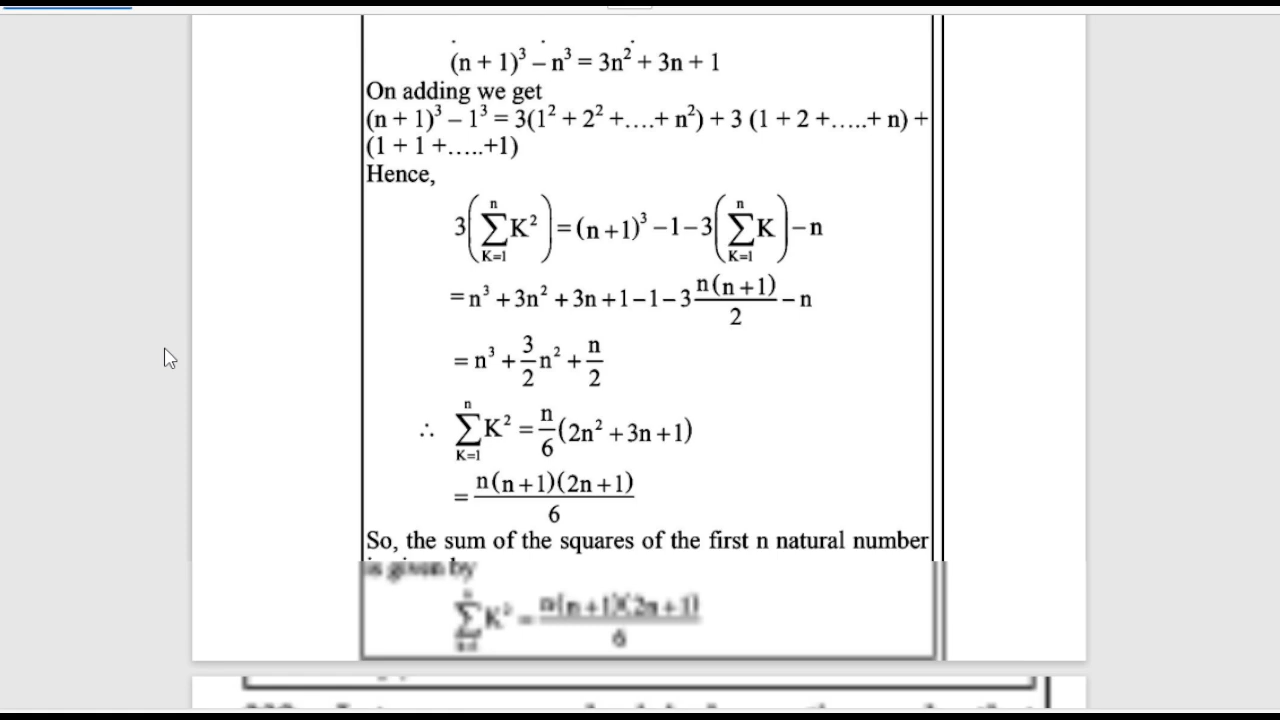 (n + 1)³ – n³ = 3n² + 3n + 1
On adding we get
(n + 1)³ – 1³ = 3(1² + 2² +....+ n²) + 3 (1 + 2 +.....+ n) +
(1 + 1 +.....+1)
Hence,
3(∑_{K=1}^{n} K²) = (n+1)³ −1−3(∑_{K=1}^{n} K) −n
= n³ +3n² +3n +1−1−3 n(n+1)/2 − n
= n³ + 3/2 n² + n/2
∴ ∑_{K=1}^{n} K² = n/6 (2n² +3n+1)
= n(n+1)(2n+1)/6
So, the sum of the squares of the first n natural number
is given by